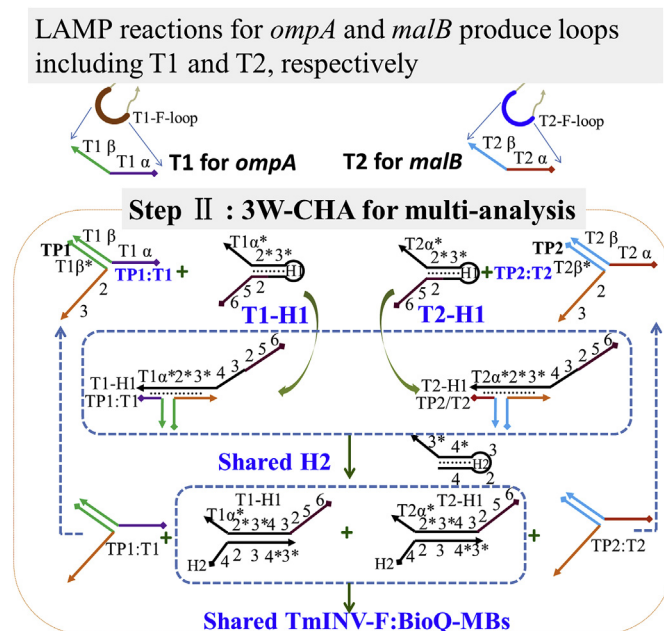 LAMP reactions for ompA and malB produce loops
including T1 and T2, respectively
T1-F-loop
T2-F-loop
T1 β
T1 α
T1 for ompA
T2 for malB
T2 β
T2 α
Step Ⅱ : 3W-CHA for multi-analysis
TP1
T1 β
T1 α
T1β*
TP1:T1
2
3
+
T1α*
2*3*
H1
6 5 2
T1-H1
T2α*
2*3*
H1
6 5 2
T2-H1
+
TP2:T2
TP2
T2 β
T2 α
T2β*
2
3
T1-H1
T1α*2*3* 4 3 2 5 6
TP1:T1
T2-H1
T2α*2*3* 4 3 2 5 6
TP2/T2
Shared H2
3* 4* 3
H2
4 2
TP1:T1
+
T1-H1
T1α*
2*3*4 3 2 5 6
H2
4 2 3 4*3*
+
T2-H1
T2α*
2*3*4 3 2 5 6
H2
4 2 3 4*3*
+
TP2:T2
Shared TmINV-F:BioQ-MBs